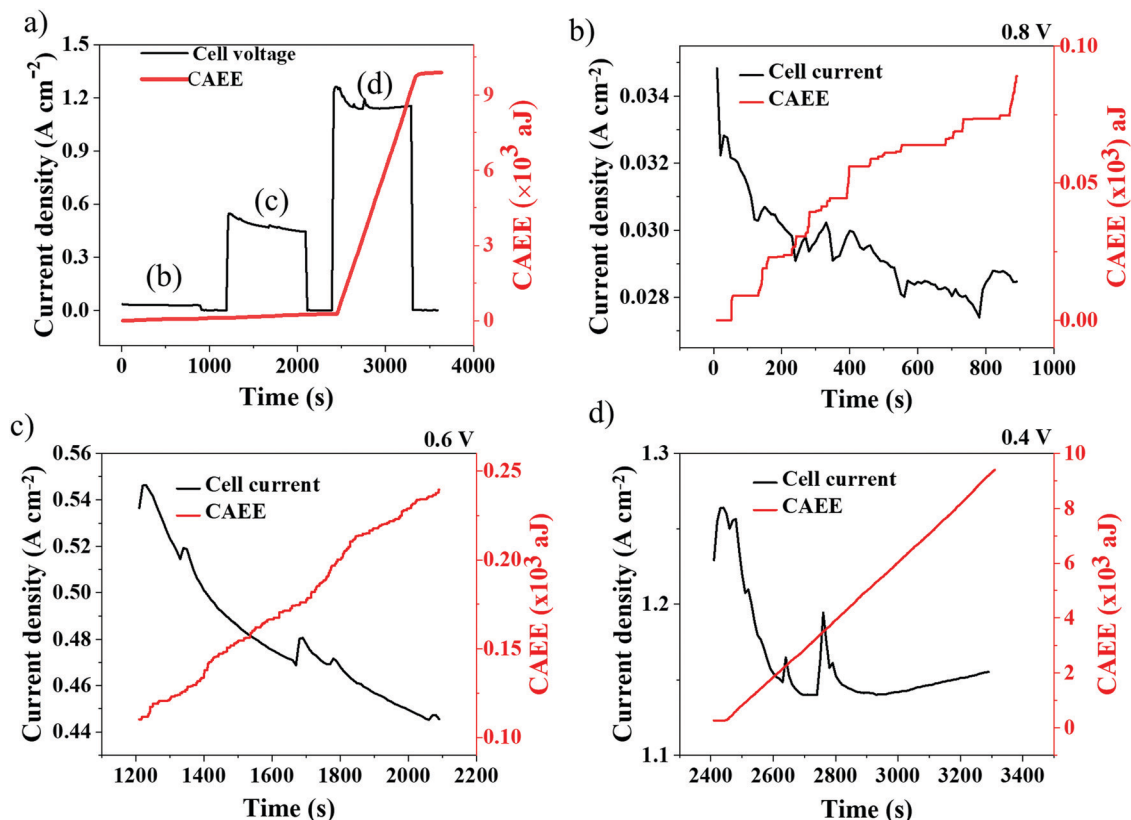 a)
Cell voltage
CAEE
(b)
(c)
(d)
1.5
1.2
0.9
0.6
0.3
0.0
Current density (A cm⁻²)
9
6
3
0
CAEE (×10³ aJ)
0 1000 2000 3000 4000
Time (s)
b)
0.8 V
Cell current
CAEE
0.034
0.032
0.030
0.028
Current density (A cm⁻²)
0.10
0.05
0.00
CAEE (x10³) aJ)
0 200 400 600 800 1000
Time (s)
c)
0.6 V
Cell current
CAEE
0.56
0.54
0.52
0.50
0.48
0.46
0.44
Current density (A cm⁻²)
0.25
0.20
0.15
0.10
CAEE (x10³ aJ)
1200 1400 1600 1800 2000 2200
Time (s)
d)
0.4 V
Cell current
CAEE
1.3
1.2
1.1
Current density (A cm⁻²)
10
8
6
4
2
0
CAEE (x10³ aJ)
2400 2600 2800 3000 3200 3400
Time (s)